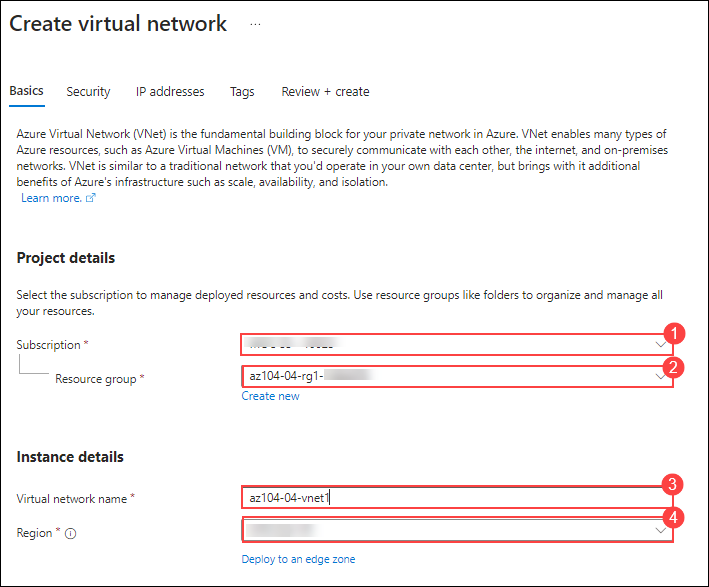 Create virtual network ...
Basics Security IP addresses Tags Review + create
Azure Virtual Network (VNet) is the fundamental building block for your private network in Azure. VNet enables many types of
Azure resources, such as Azure Virtual Machines (VM), to securely communicate with each other, the internet, and on-premises
networks. VNet is similar to a traditional network that you'd operate in your own data center, but brings with it additional
benefits of Azure's infrastructure such as scale, availability, and isolation.
Learn more.
Project details
Select the subscription to manage deployed resources and costs. Use resource groups like folders to organize and manage all
your resources.
Subscription * 1
Resource group * az104-04-rg1- 2
Create new
Instance details
Virtual network name * az104-04-vnet1 3
Region * 4
Deploy to an edge zone